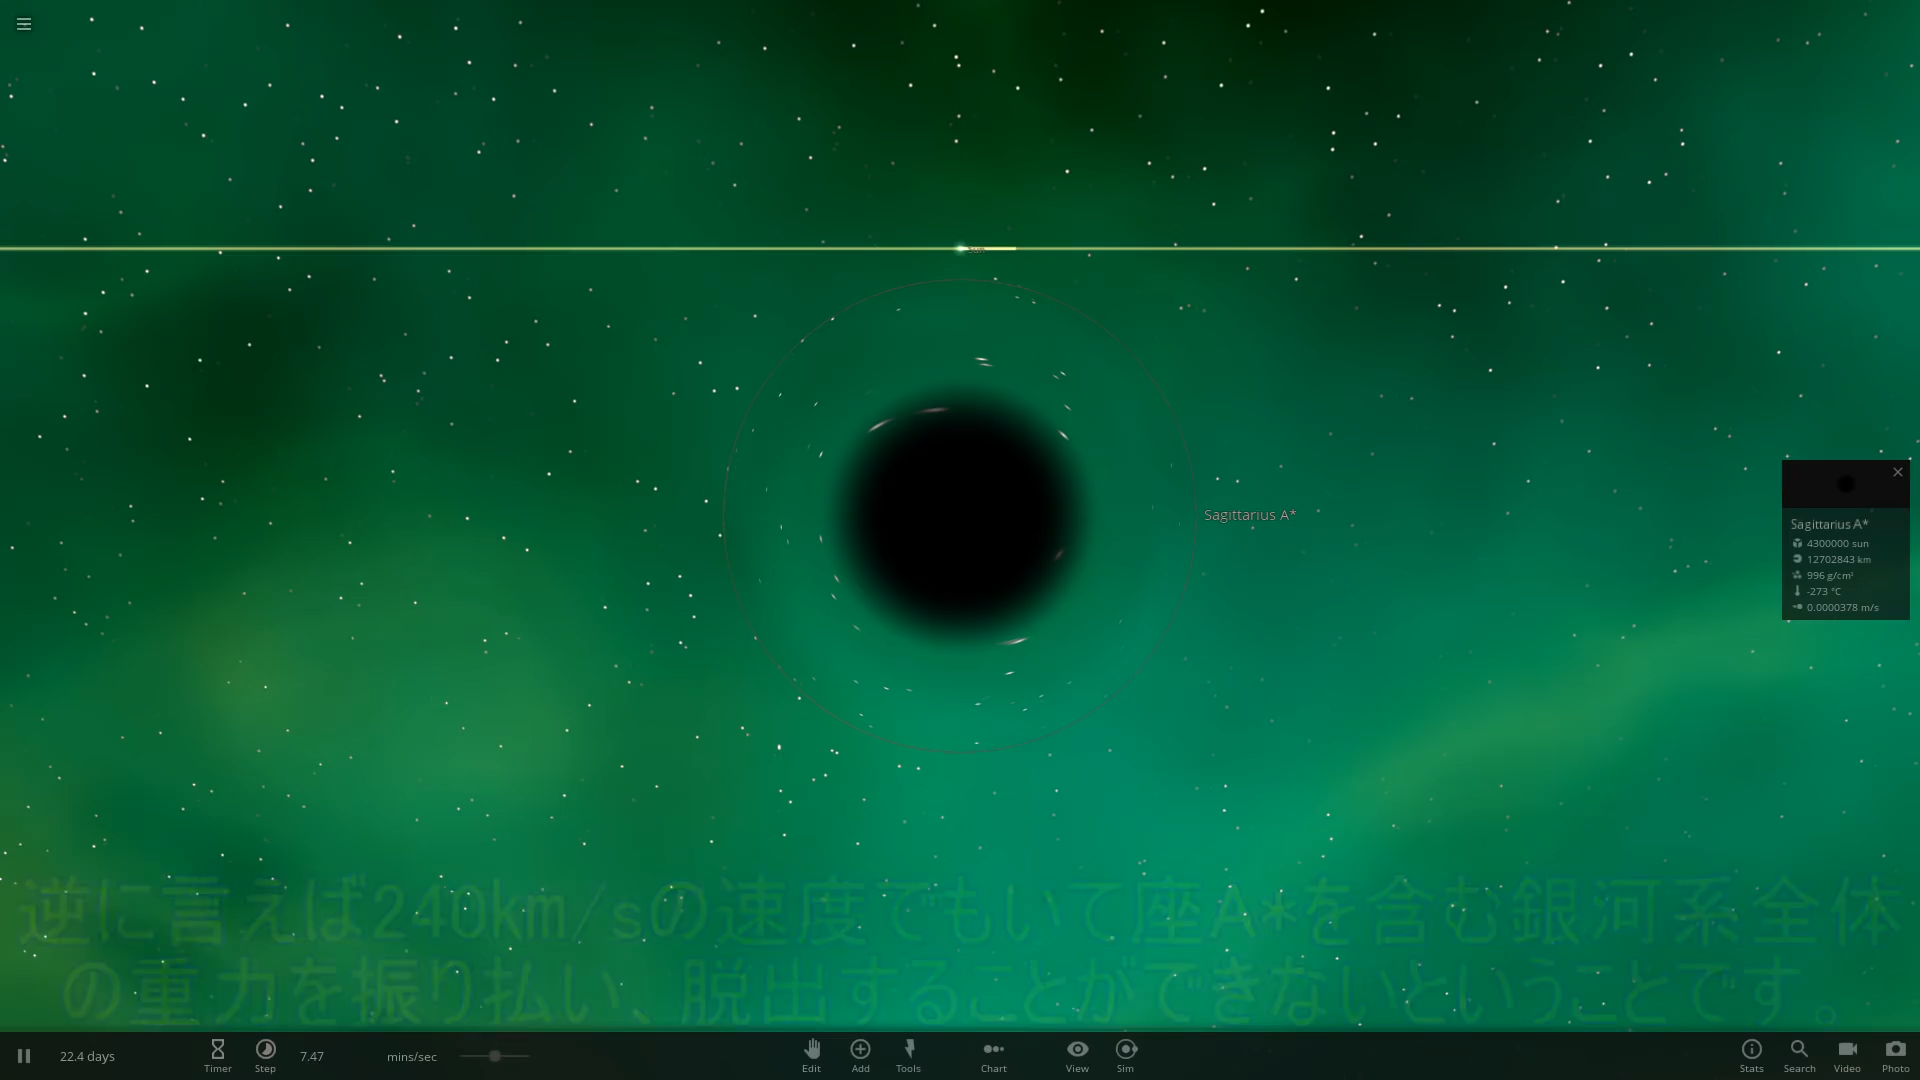 Sun
Sagittarius A*
Sagittarius A*
4300000 sun
12702843 km
996 g/cm³
-273 °C
0.0000378 m/s
逆に言えば240km/sの速度でもいて座A*を含む銀河系全体
の重力を振り払い、脱出することができないということです。
22.4 days
Timer
Step
7.47
mins/sec
Edit
Add
Tools
Chart
View
Sim
Stats
Search
Video
Photo